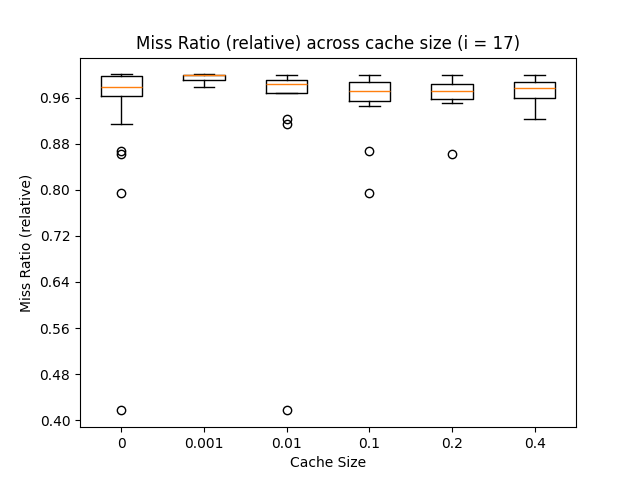 Miss Ratio (relative) across cache size (i = 17)
Miss Ratio (relative)
0.96
0.88
0.80
0.72
0.64
0.56
0.48
0.40
0 0.001 0.01 0.1 0.2 0.4
Cache Size